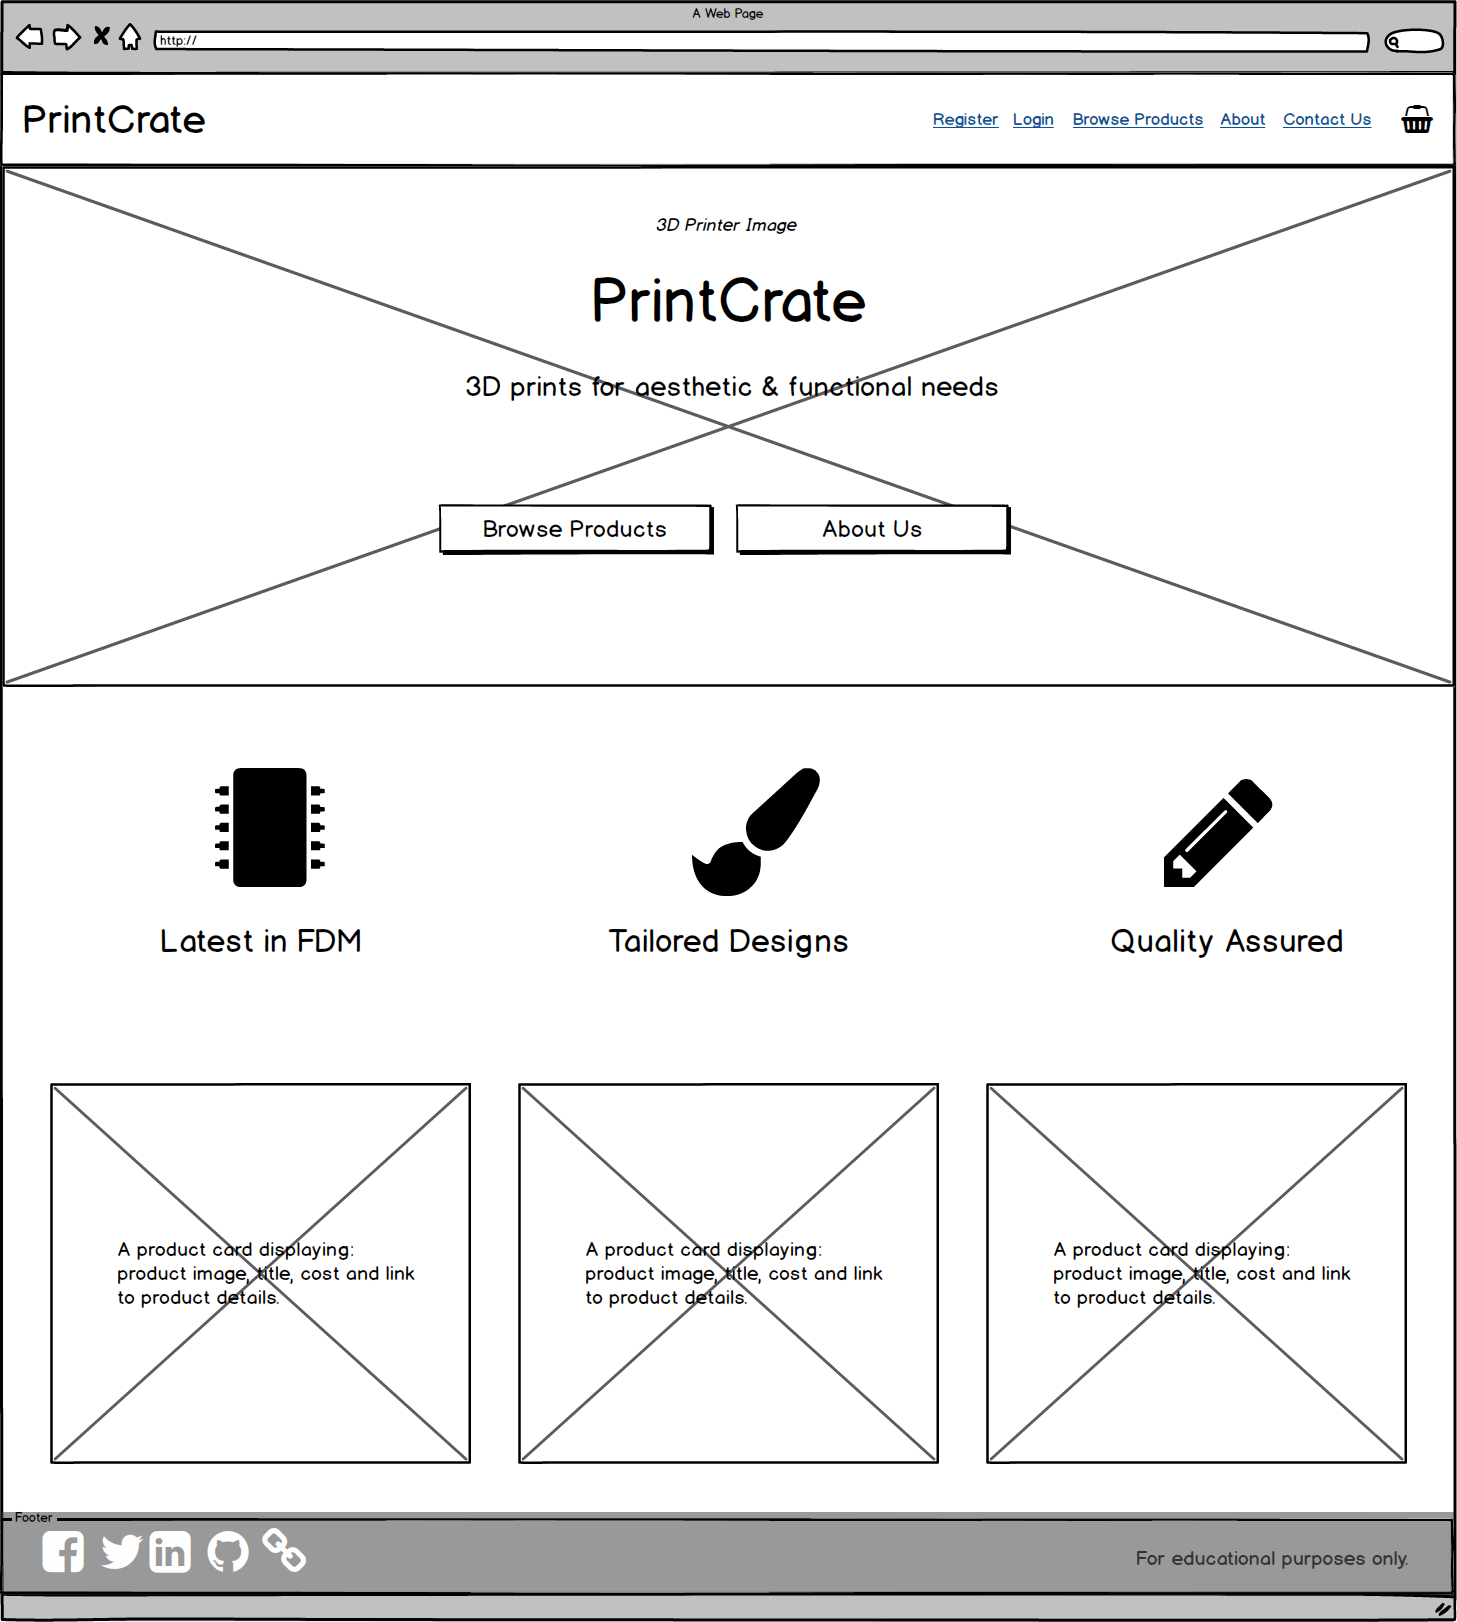 A Web Page
http://
PrintCrate
Register Login Browse Products About Contact Us
3D Printer Image
PrintCrate
3D prints for aesthetic & functional needs
Browse Products
About Us
Latest in FDM
Tailored Designs
Quality Assured
A product card displaying:
product image, title, cost and link
to product details.
A product card displaying:
product image, title, cost and link
to product details.
A product card displaying:
product image, title, cost and link
to product details.
Footer
For educational purposes only.